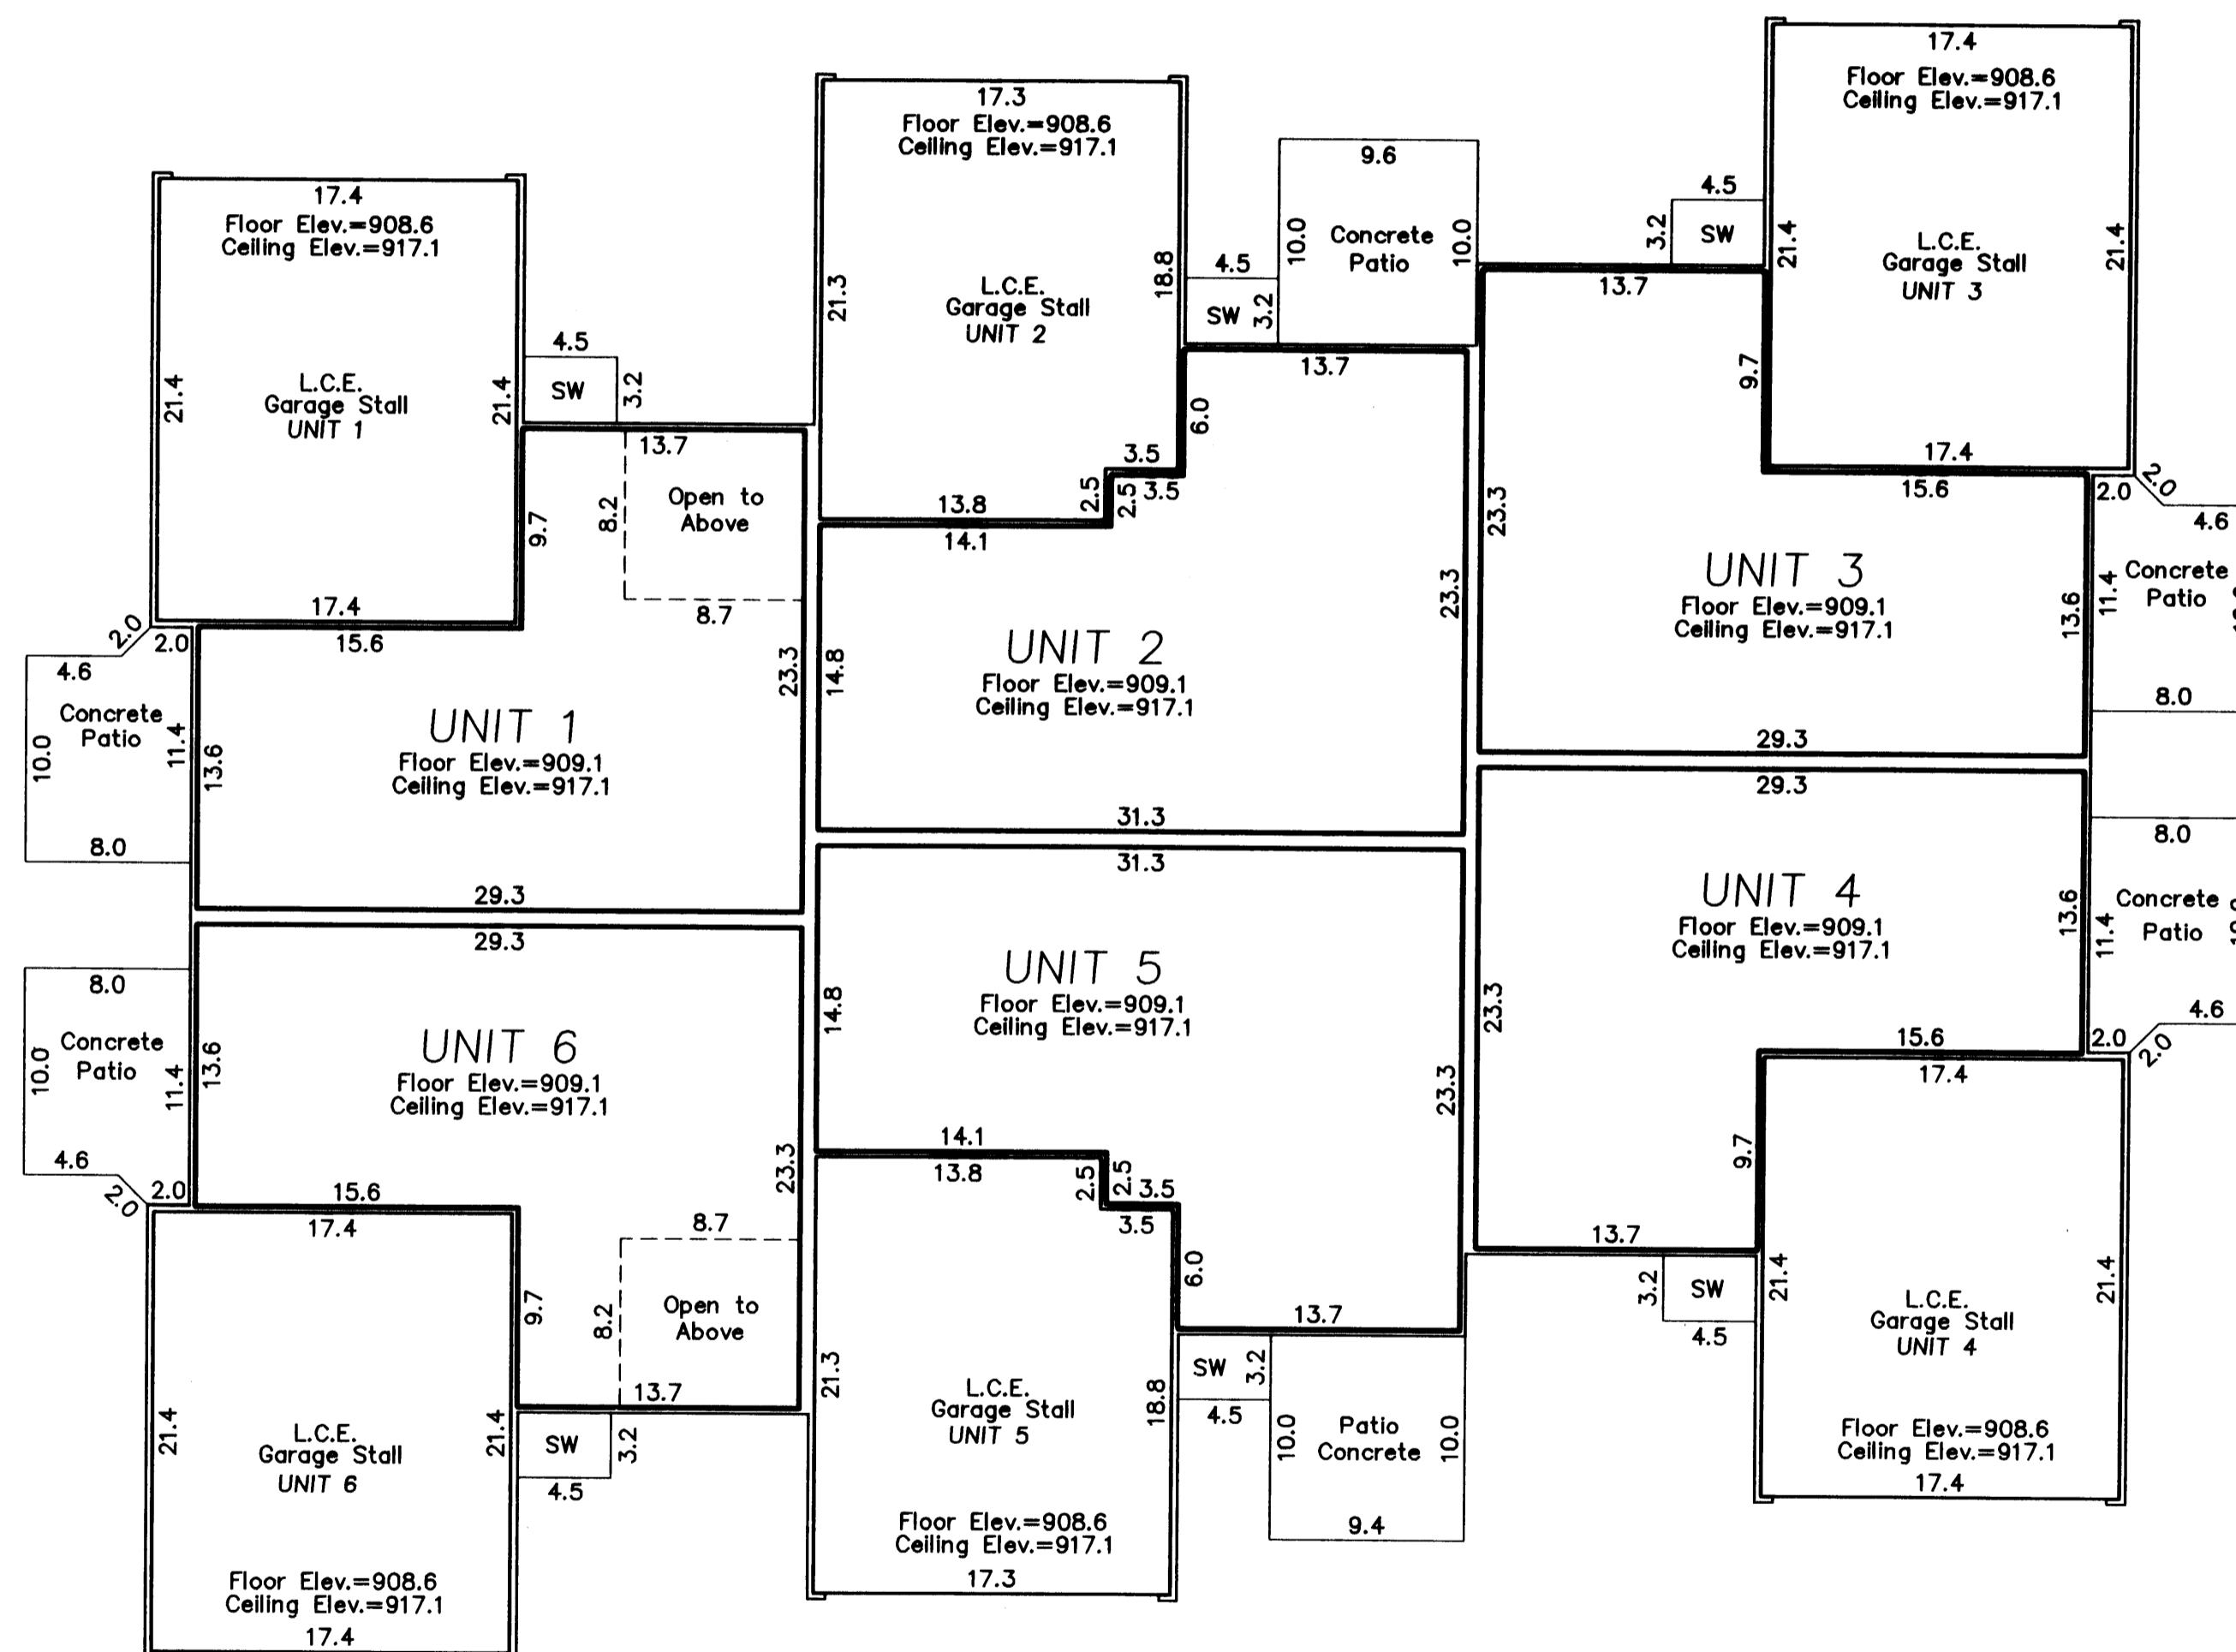 17.4
Floor Elev.=908.6
Ceiling Elev.=917.1
L.C.E.
Garage Stall
UNIT 1
21.4
21.4
17.4
4.5
SW
3.2
13.7
9.7
8.2
Open to
Above
8.7
15.6
2.0
2.0
4.6
Concrete
Patio
10.0
11.4
8.0
13.6
23.3
UNIT 1
Floor Elev.=909.1
Ceiling Elev.=917.1
29.3
17.3
Floor Elev.=908.6
Ceiling Elev.=917.1
L.C.E.
Garage Stall
UNIT 2
21.3
18.8
3.5
2.5
13.8
4.5
SW
3.2
9.6
10.0
Concrete
Patio
10.0
13.7
6.0
3.5
2.5
14.1
14.8
23.3
UNIT 2
Floor Elev.=909.1
Ceiling Elev.=917.1
31.3
17.4
Floor Elev.=908.6
Ceiling Elev.=917.1
L.C.E.
Garage Stall
UNIT 3
21.4
21.4
17.4
4.5
3.2
SW
13.7
9.7
15.6
2.0
2.0
4.6
Concrete
Patio
11.4
8.0
13.6
23.3
UNIT 3
Floor Elev.=909.1
Ceiling Elev.=917.1
29.3
29.3
UNIT 4
Floor Elev.=909.1
Ceiling Elev.=917.1
23.3
13.6
8.0
Concrete
Patio
11.4
4.6
2.0
2.0
15.6
9.7
13.7
3.2
SW
4.5
17.4
21.4
21.4
L.C.E.
Garage Stall
UNIT 4
Floor Elev.=908.6
Ceiling Elev.=917.1
17.4
31.3
UNIT 5
Floor Elev.=909.1
Ceiling Elev.=917.1
14.8
23.3
14.1
2.5
3.5
6.0
13.7
13.8
2.5
3.5
21.3
18.8
L.C.E.
Garage Stall
UNIT 5
Floor Elev.=908.6
Ceiling Elev.=917.1
17.3
SW
3.2
4.5
10.0
Patio
Concrete
10.0
9.4
29.3
UNIT 6
Floor Elev.=909.1
Ceiling Elev.=917.1
13.6
23.3
8.0
Concrete
Patio
10.0
11.4
4.6
2.0
2.0
15.6
9.7
8.7
8.2
Open to
Above
13.7
SW
3.2
4.5
17.4
21.4
21.4
L.C.E.
Garage Stall
UNIT 6
Floor Elev.=908.6
Ceiling Elev.=917.1
17.4